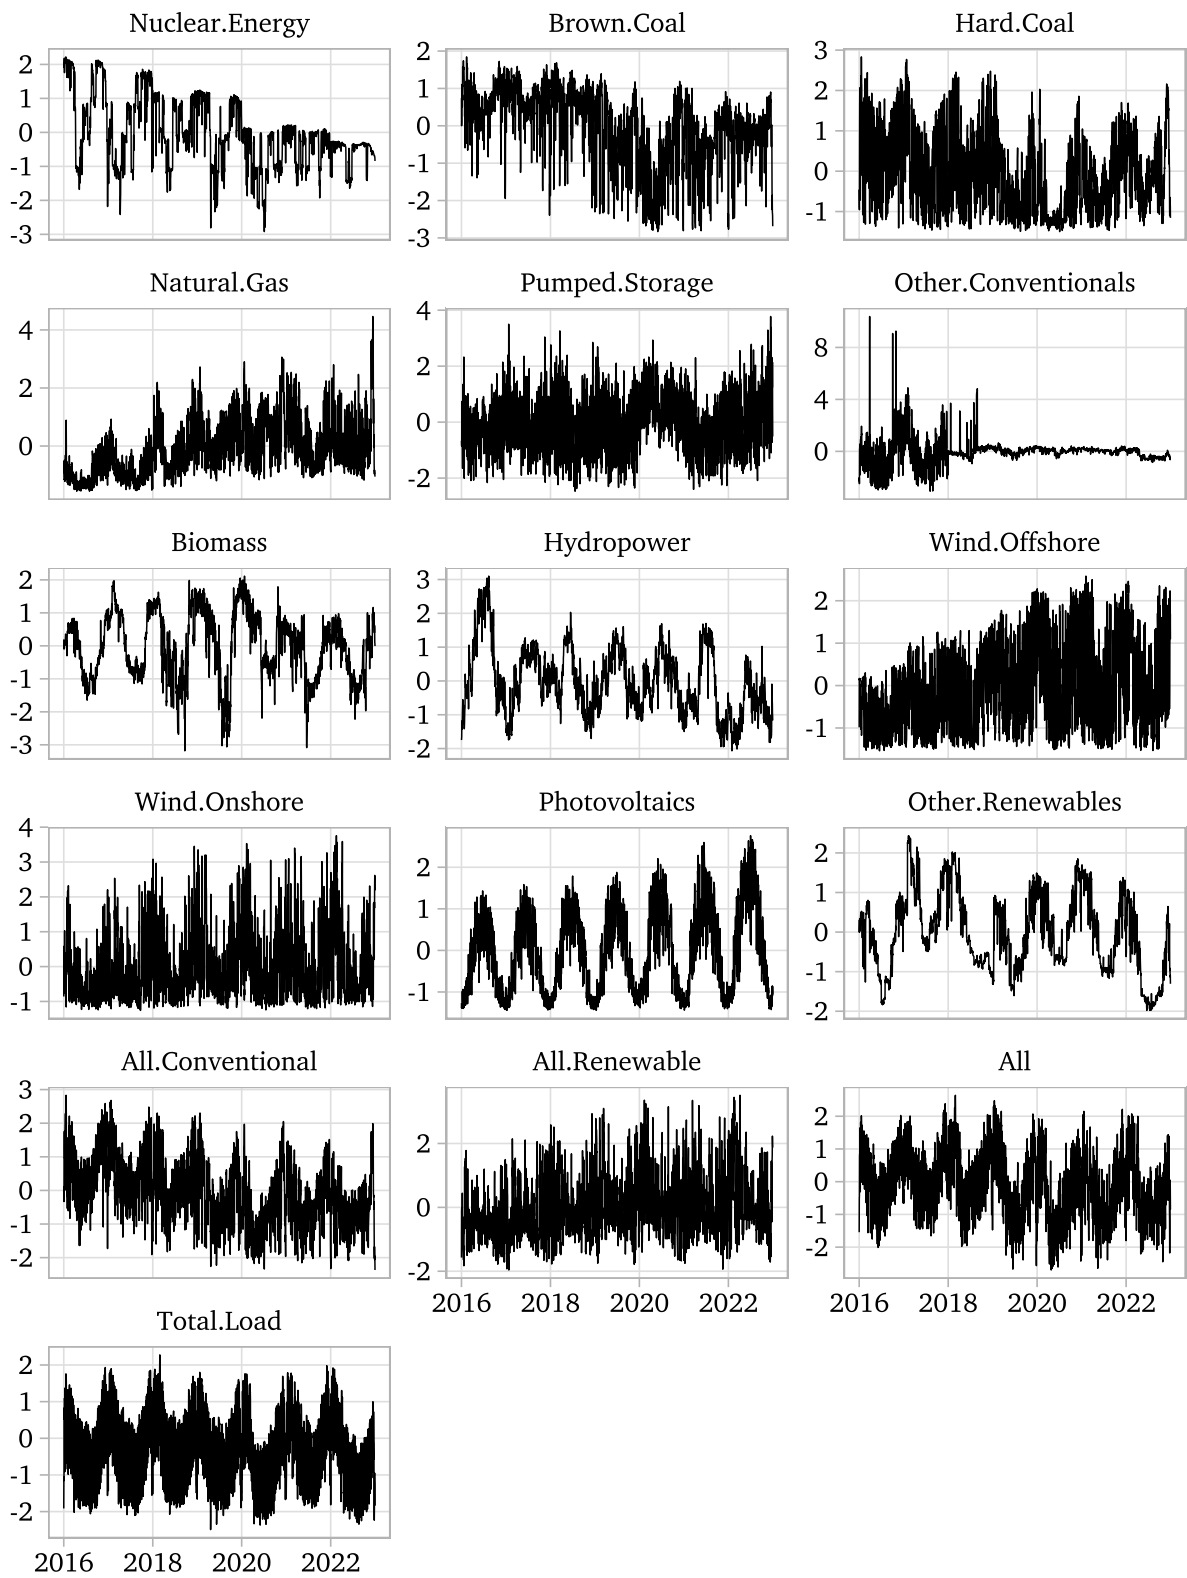 Nuclear.Energy Brown.Coal Hard.Coal
2 1 0 -1 -2 -3
2 1 0 -1 -2 -3
3 2 1 0 -1
Natural.Gas Pumped.Storage Other.Conventionals
4 2 0
4 2 0 -2
8 4 0
Biomass Hydropower Wind.Offshore
2 1 0 -1 -2 -3
3 2 1 0 -1 -2
2 1 0 -1
Wind.Onshore Photovoltaics Other.Renewables
4 3 2 1 0 -1
2 1 0 -1
2 1 0 -1 -2
All.Conventional All.Renewable All
3 2 1 0 -1 -2
2 0 -2
2 1 0 -1 -2
2016 2018 2020 2022 2016 2018 2020 2022
Total.Load
2 1 0 -1 -2
2016 2018 2020 2022